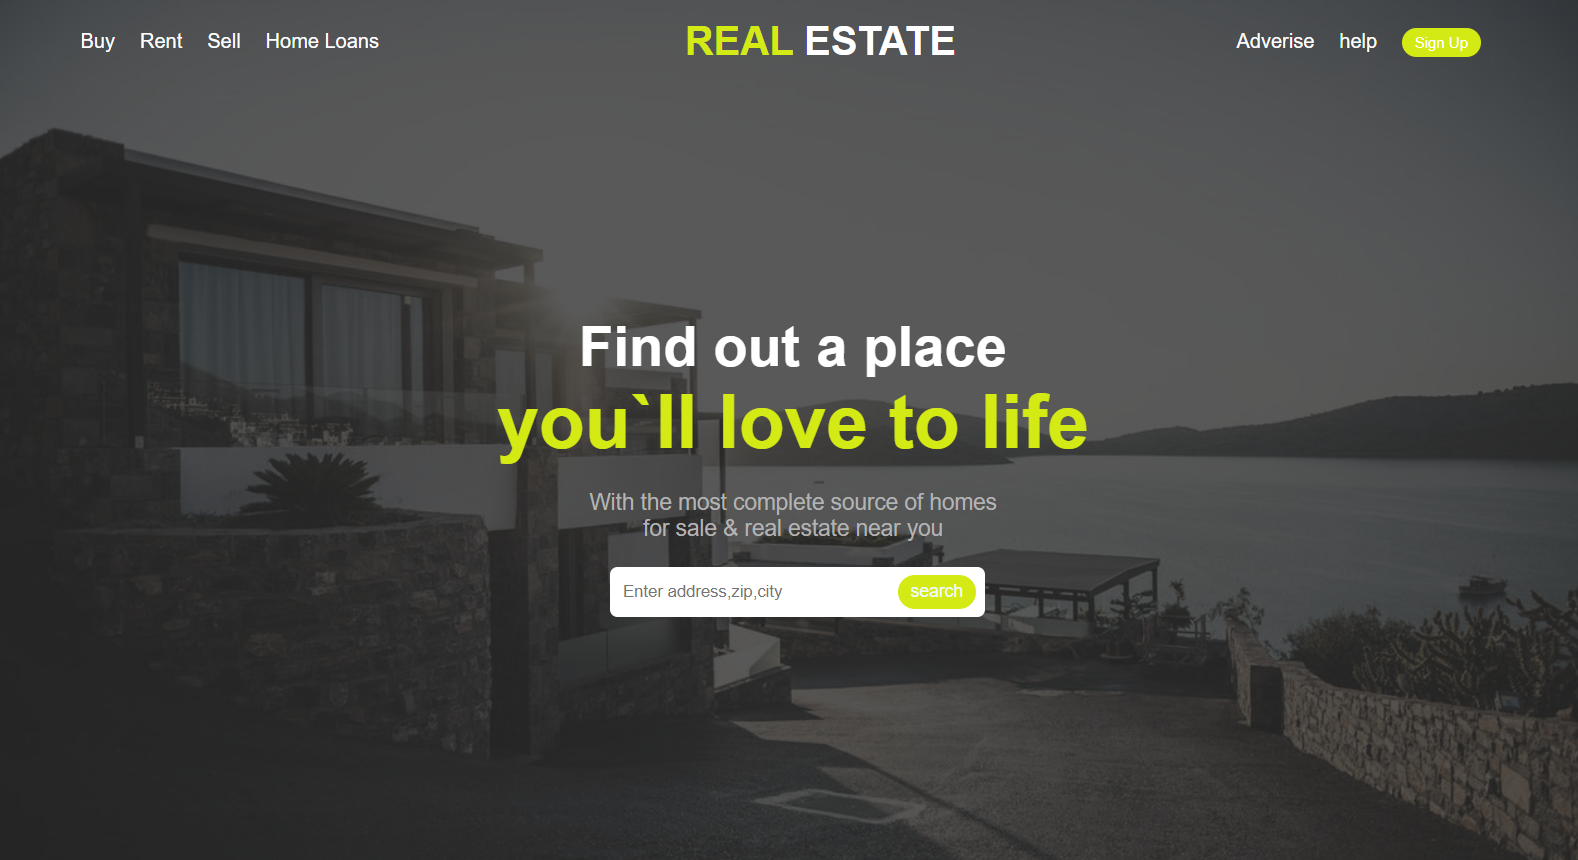 Buy Rent Sell Home Loans REAL ESTATE Adverise help Sign Up
Find out a place
you`ll love to life
With the most complete source of homes
for sale & real estate near you
Enter address,zip,city search